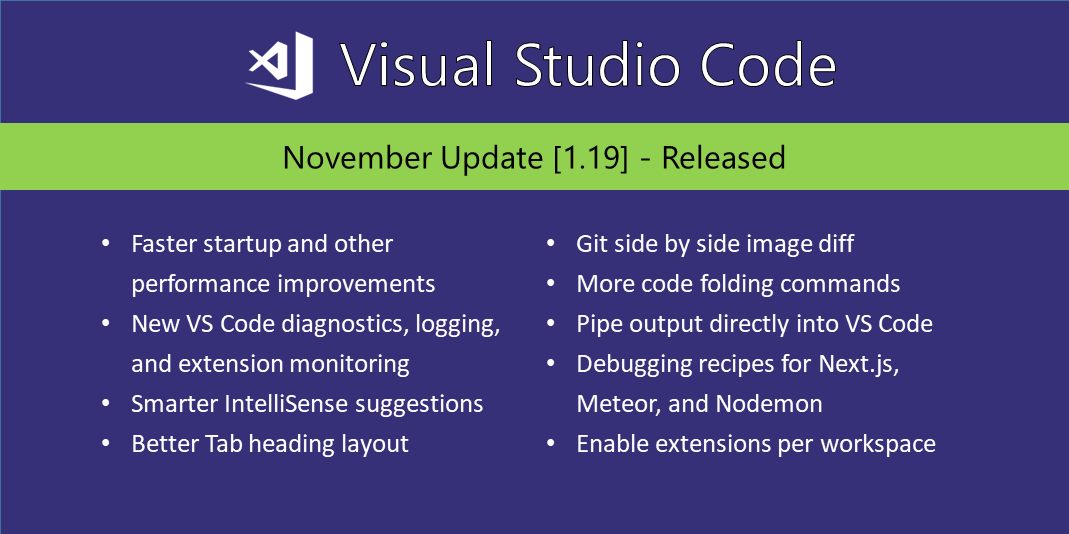 Visual Studio Code
November Update [1.19] - Released
• Faster startup and other
performance improvements
• New VS Code diagnostics, logging,
and extension monitoring
• Smarter IntelliSense suggestions
• Better Tab heading layout
• Git side by side image diff
• More code folding commands
• Pipe output directly into VS Code
• Debugging recipes for Next.js,
Meteor, and Nodemon
• Enable extensions per workspace